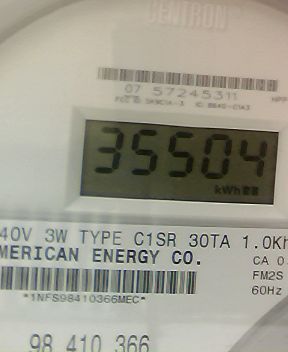 CENTRON
07 57245311
35504
kWh
40V 3W TYPE C1SR 30TA 1.0Kh
MERICAN ENERGY CO.
CA 0
FM2S
*1NFS98410366MEC*
60Hz
98 410 366